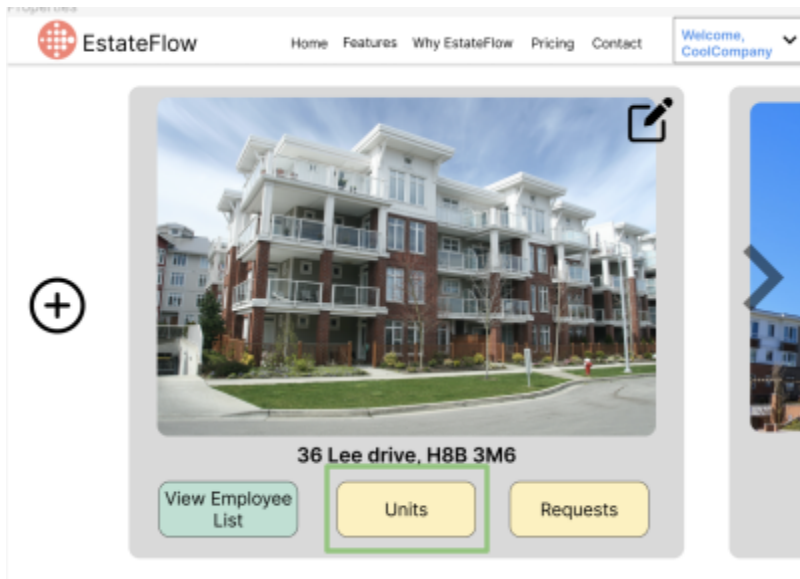 Properties
EstateFlow
Home Features Why EstateFlow Pricing Contact
Welcome,
CoolCompany
36 Lee drive, H8B 3M6
View Employee
List
Units
Requests